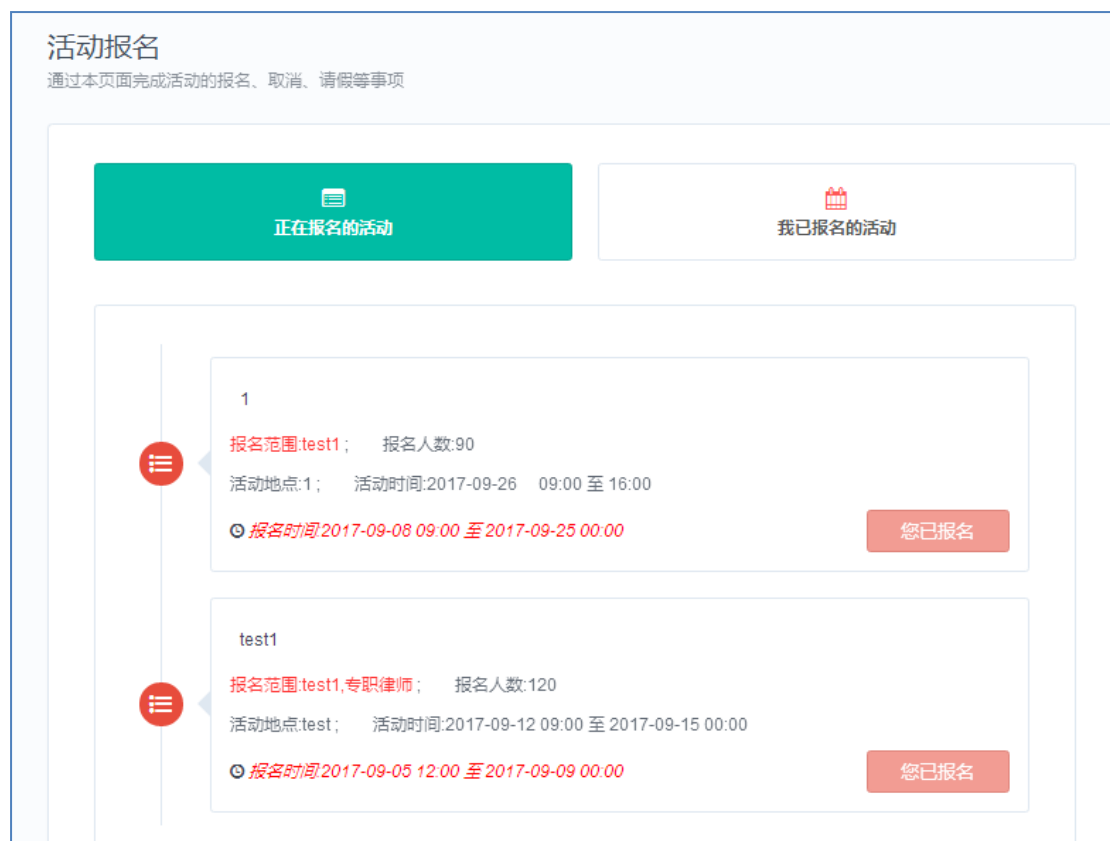 活动报名
通过本页面完成活动的报名、取消、请假等事项
正在报名的活动
我已报名的活动
1
报名范围:test1 ; 报名人数:90
活动地点:1 ; 活动时间:2017-09-26 09:00 至 16:00
报名时间:2017-09-08 09:00 至 2017-09-25 00:00
您已报名
test1
报名范围:test1,专职律师 ; 报名人数:120
活动地点:test ; 活动时间:2017-09-12 09:00 至 2017-09-15 00:00
报名时间:2017-09-05 12:00 至 2017-09-09 00:00
您已报名